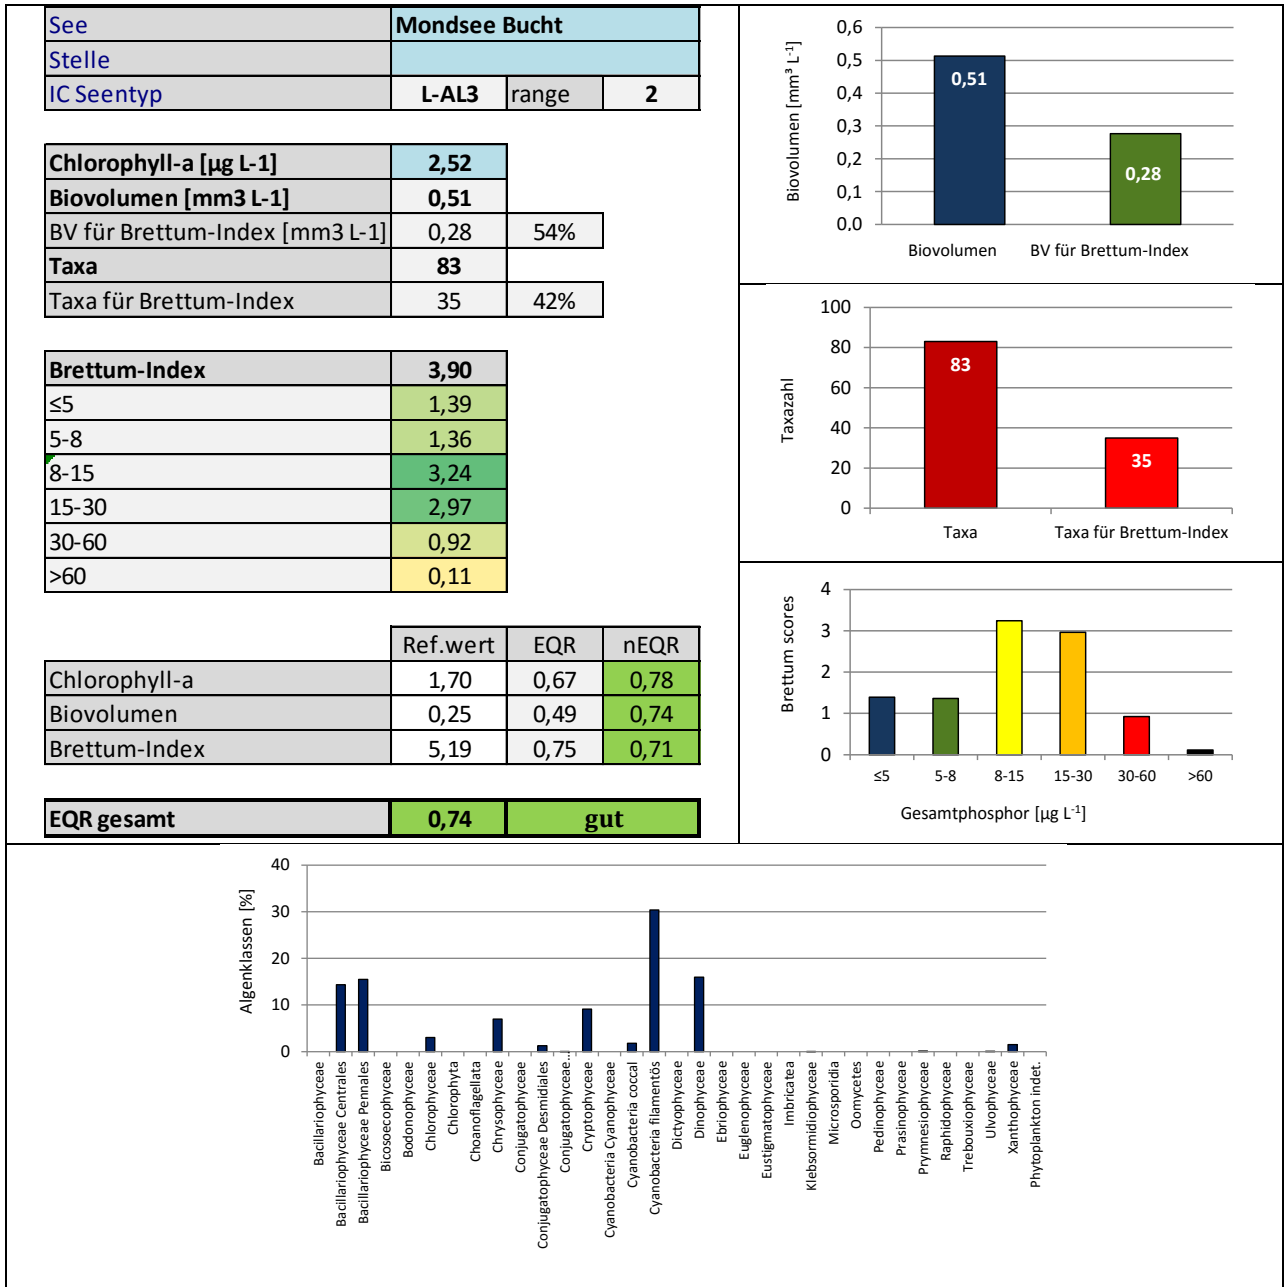 See Mondsee Bucht
Stelle
IC Seentyp L-AL3 range 2
Chlorophyll-a [µg L-1] 2,52
Biovolumen [mm3 L-1] 0,51
BV für Brettum-Index [mm3 L-1] 0,28 54%
Taxa 83
Taxa für Brettum-Index 35 42%
Brettum-Index 3,90
≤5 1,39
5-8 1,36
8-15 3,24
15-30 2,97
30-60 0,92
>60 0,11
Ref.wert EQR nEQR
Chlorophyll-a 1,70 0,67 0,78
Biovolumen 0,25 0,49 0,74
Brettum-Index 5,19 0,75 0,71
EQR gesamt 0,74 gut
Biovolumen [mm³ L-1]
0,6
0,5
0,4
0,3
0,2
0,1
0.0
0,51
0,28
Biovolumen BV für Brettum-Index
Taxazahl
100
80
60
40
20
0
83
35
Taxa Taxa für Brettum-Index
Brettum scores
4
3
2
1
0
≤5 5-8 8-15 15-30 30-60 >60
Gesamtphosphor [µg L-1]
Algenklassen [%]
40
30
20
10
0
Bacillariophyceae
Bacillariophyceae Centrales
Bacillariophyceae Pennales
Bicosoecophyceae
Bodonophyceae
Chlorophyceae
Chlorophyta
Choanoflagellata
Chrysophyceae
Conjugatophyceae
Conjugatophyceae Desmidiales
Conjugatophyceae...
Cryptophyceae
Cyanobacteria Cyanophyceae
Cyanobacteria coccal
Cyanobacteria filamentös
Dictyophyceae
Dinophyceae
Ebriophyceae
Euglenophyceae
Eustigmatophyceae
Imbricatea
Klebsormidiophyceae
Microsporidia
Oomycetes
Pedinophyceae
Prasinophyceae
Prymnesiophyceae
Raphidophyceae
Trebouxiophyceae
Ulvophyceae
Xanthophyceae
Phytoplankton indet.